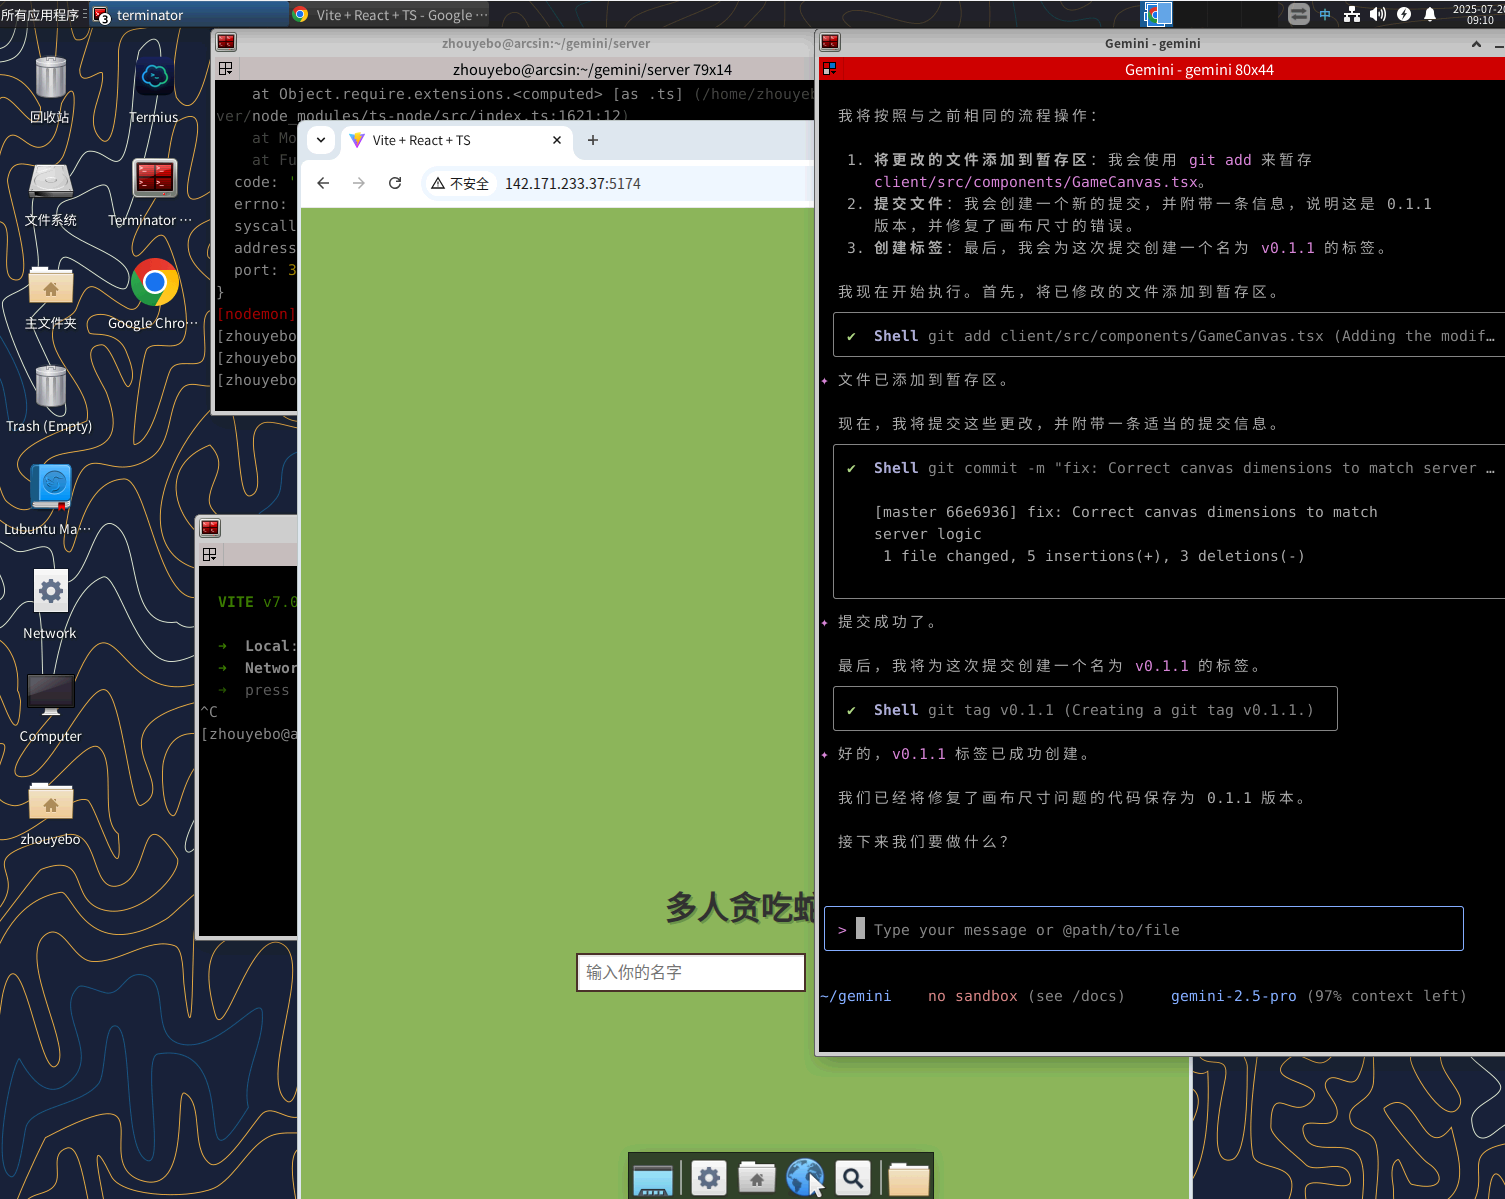 所有应用程序
terminator
Vite + React + TS - Google ···
中
2025-07-20
09:10
回收站
Termius
文件系统
Terminator ···
主文件夹
Google Chro···
Trash (Empty)
Lubuntu Ma···
Network
Computer
zhouyebo
zhouyebo@arcsin:~/gemini/server
zhouyebo@arcsin:~/gemini/server 79x14
at Object.require.extensions.<computed> [as .ts] (/home/zhouyeb
ver/node_modules/ts-node/src/index.ts:1621:12)
at Mo
at Fu
code: '
errno:
syscall
address
port: 3
}
[nodemon]
[zhouyebo
[zhouyebo
[zhouyebo
VITE v7.0
➜ Local:
➜ Networ
➜ press
^C
[zhouyebo@a
Vite + React + TS
不安全 142.171.233.37:5174
多人贪吃蛇
输入你的名字
Gemini - gemini
Gemini - gemini 80x44
我将按照与之前相同的流程操作：
1. 将更改的文件添加到暂存区：我会使用 git add 来暂存
client/src/components/GameCanvas.tsx。
2. 提交文件：我会创建一个新的提交，并附带一条信息，说明这是 0.1.1
版本，并修复了画布尺寸的错误。
3. 创建标签：最后，我会为这次提交创建一个名为 v0.1.1 的标签。
我现在开始执行。首先，将已修改的文件添加到暂存区。
✔ Shell git add client/src/components/GameCanvas.tsx (Adding the modif…
✦ 文件已添加到暂存区。
现在，我将提交这些更改，并附带一条适当的提交信息。
✔ Shell git commit -m "fix: Correct canvas dimensions to match server …
[master 66e6936] fix: Correct canvas dimensions to match
server logic
1 file changed, 5 insertions(+), 3 deletions(-)
✦ 提交成功了。
最后，我将为这次提交创建一个名为 v0.1.1 的标签。
✔ Shell git tag v0.1.1 (Creating a git tag v0.1.1.)
✦ 好的，v0.1.1 标签已成功创建。
我们已经将修复了画布尺寸问题的代码保存为 0.1.1 版本。
接下来我们要做什么？
> Type your message or @path/to/file
~/gemini no sandbox (see /docs) gemini-2.5-pro (97% context left)